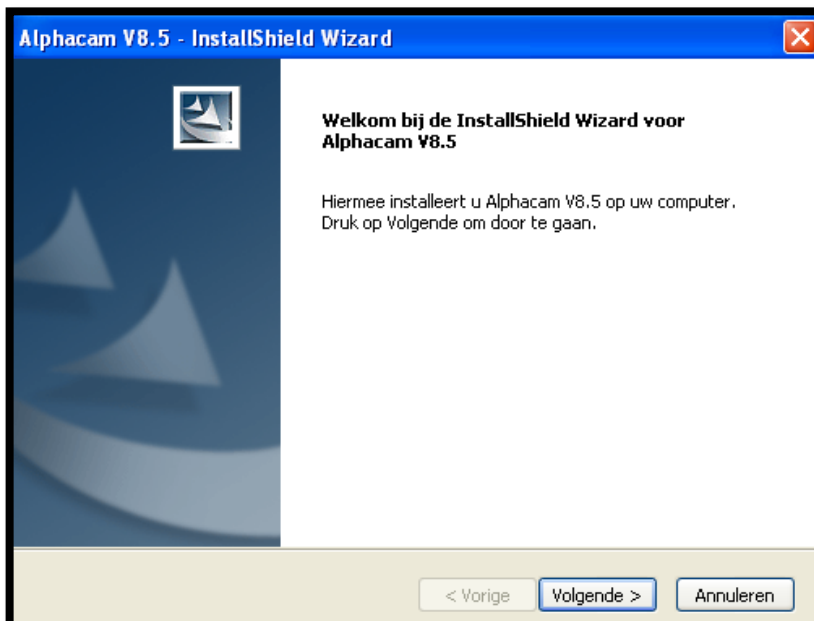 Alphacam V8.5 - InstallShield Wizard
Welkom bij de InstallShield Wizard voor
Alphacam V8.5
Hiermee installeert u Alphacam V8.5 op uw computer.
Druk op Volgende om door te gaan.
< Vorige
Volgende >
Annuleren